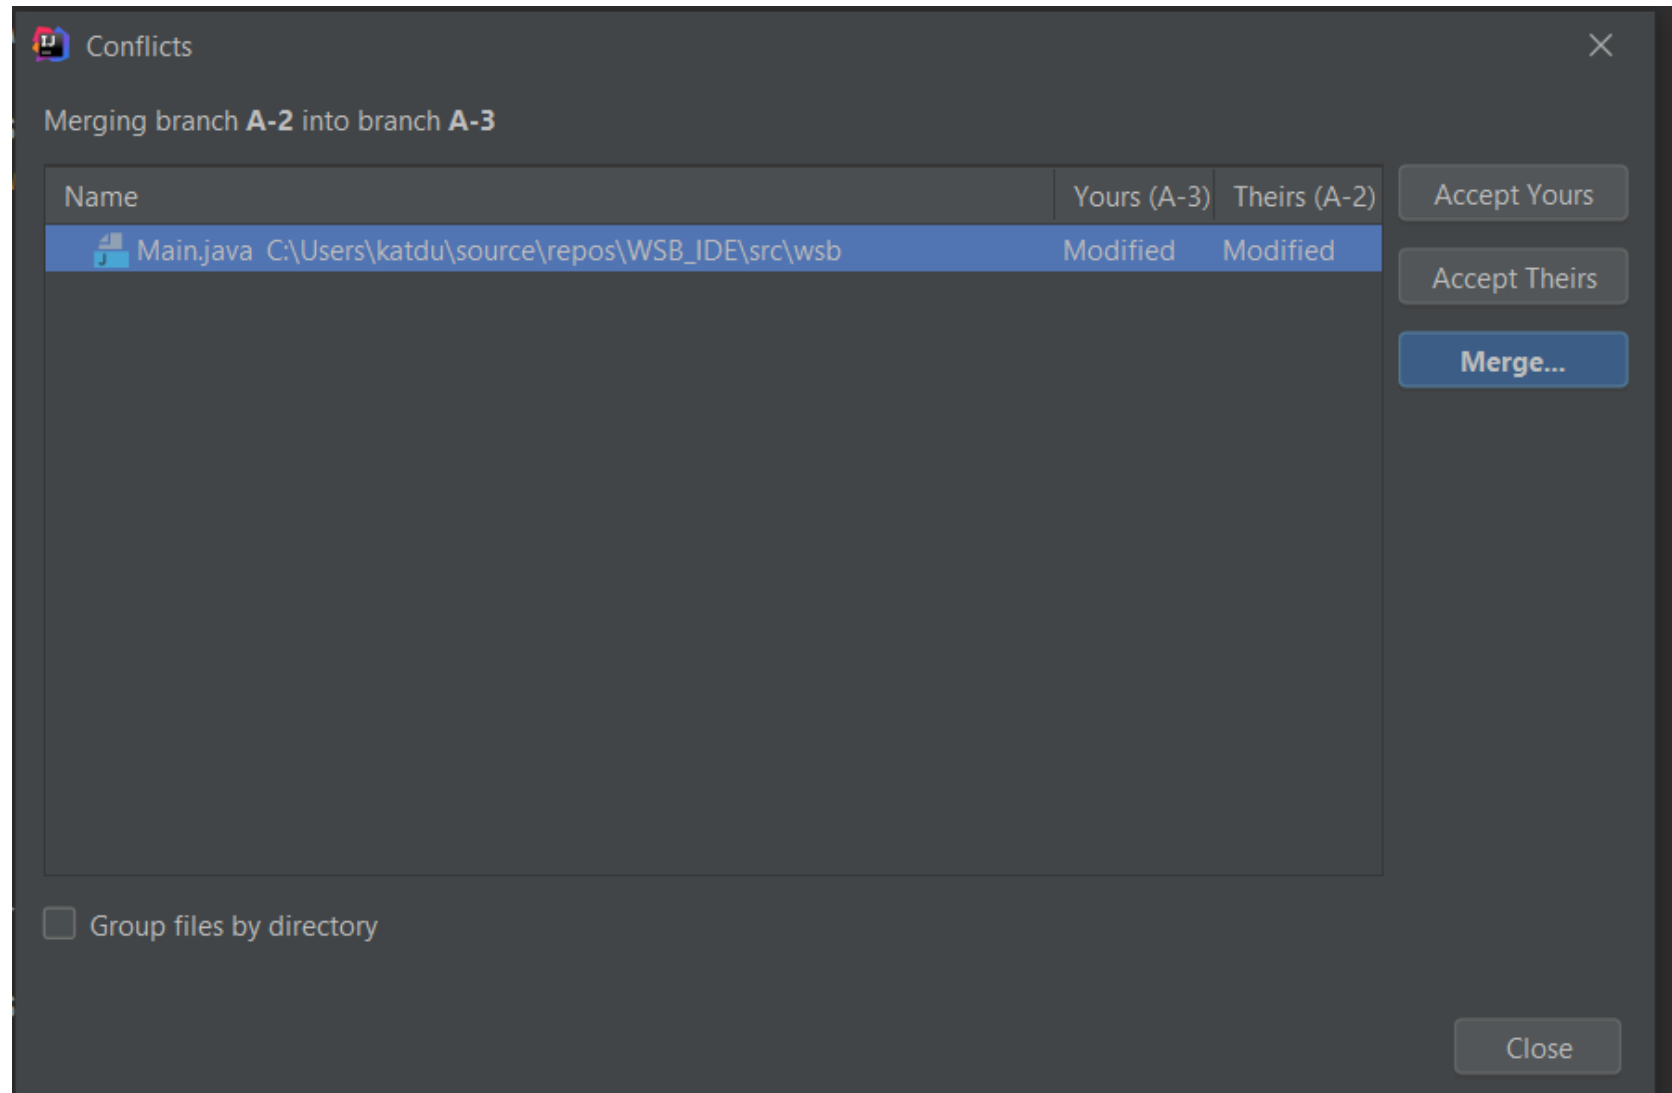 Conflicts
Merging branch A-2 into branch A-3
Name Yours (A-3) Theirs (A-2)
Main.java C:\Users\katdu\source\repos\WSB_IDE\src\wsb Modified Modified
Accept Yours
Accept Theirs
Merge...
Group files by directory
Close